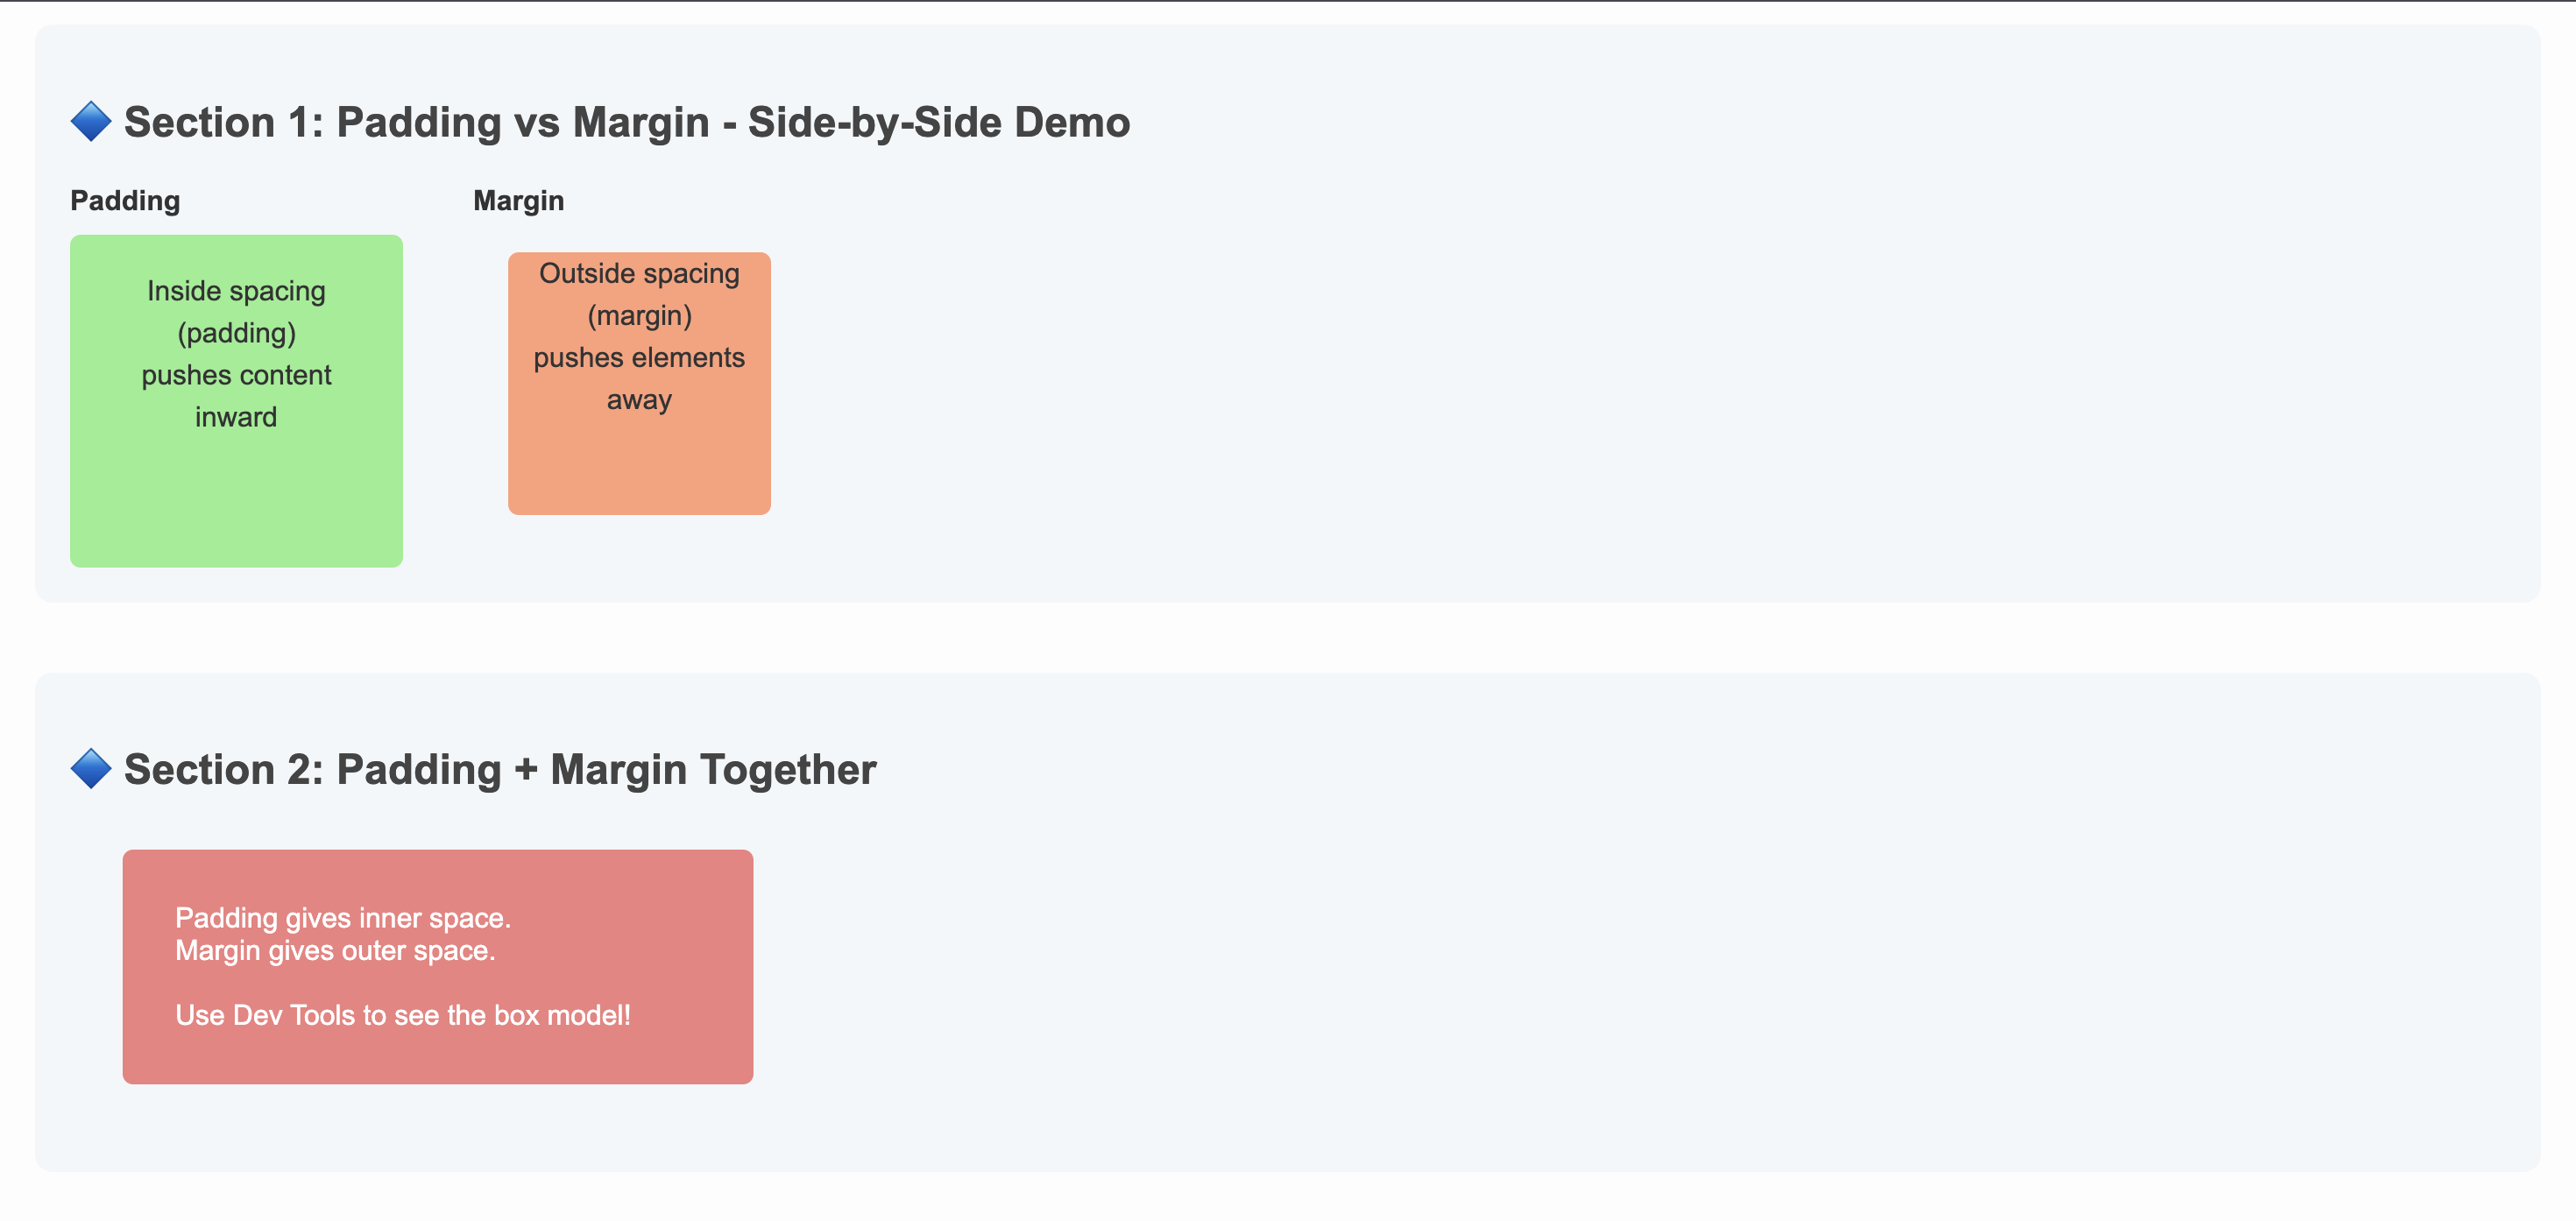 🔷 Section 1: Padding vs Margin - Side-by-Side Demo
Padding
Inside spacing
(padding)
pushes content
inward
Margin
Outside spacing
(margin)
pushes elements
away
🔷 Section 2: Padding + Margin Together
Padding gives inner space.
Margin gives outer space.
Use Dev Tools to see the box model!